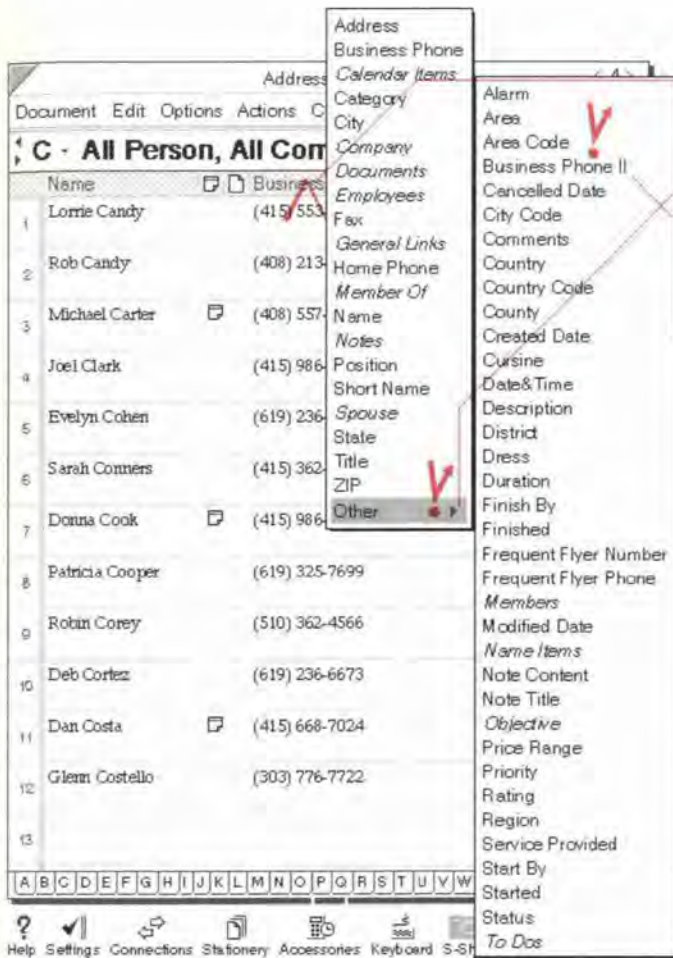 Address
< 4 >
Document Edit Options Actions C
C - All Person, All Com
Name Business
1 Lorrie Candy (415) 553
2 Rob Candy (408) 213-
3 Michael Carter (408) 557-
4 Joel Clark (415) 986
5 Evelyn Cohen (619) 236
6 Sarah Conners (415) 362
7 Donna Cook (415) 986
8 Patricia Cooper (619) 325-7699
9 Robin Corey (510) 362-4566
10 Deb Cortez (619) 236-6673
11 Dan Costa (415) 668-7024
12 Glenn Costello (303) 776-7722
13
A B C D E F G H I J K L M N O P Q R S T U V W
Help Settings Connections Stationery Accessories Keyboard S-Sh
Address
Business Phone
Calendar Items
Category
City
Company
Documents
Employees
Fax
General Links
Home Phone
Member Of
Name
Notes
Position
Short Name
Spouse
State
Title
ZIP
Other
Alarm
Area
Area Code
Business Phone II
Cancelled Date
City Code
Comments
Country
Country Code
County
Created Date
Cuisine
Date&Time
Description
District
Dress
Duration
Finish By
Finished
Frequent Flyer Number
Frequent Flyer Phone
Members
Modified Date
Name Items
Note Content
Note Title
Objective
Price Range
Priority
Rating
Region
Service Provided
Start By
Started
Status
To Dos